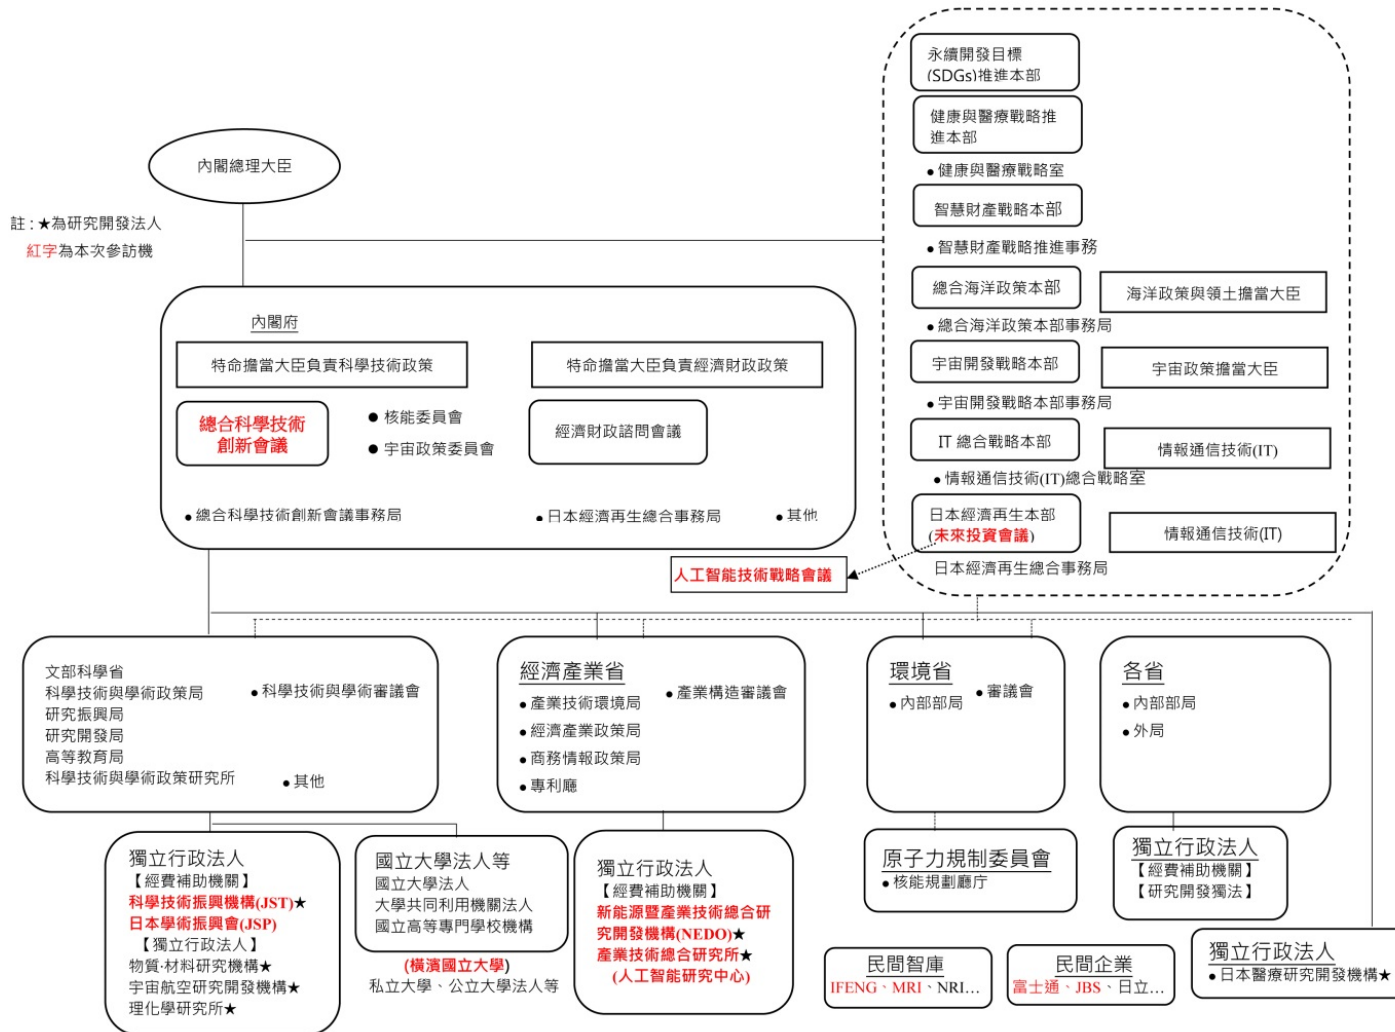 內閣總理大臣
註：★為研究開發法人
紅字為本次參訪機
永續開發目標
(SDGs)推進本部
健康與醫療戰略推
進本部
●健康與醫療戰略室
智慧財產戰略本部
●智慧財產戰略推進事務
總合海洋政策本部
海洋政策與領土擔當大臣
●總合海洋政策本部事務局
宇宙開發戰略本部
宇宙政策擔當大臣
●宇宙開發戰略本部事務局
IT 總合戰略本部
情報通信技術(IT)
●情報通信技術(IT)總合戰略室
日本經濟再生本部
(未來投資會議)
情報通信技術(IT)
日本經濟再生總合事務局
內閣府
特命擔當大臣負責科學技術政策
特命擔當大臣負責經濟財政政策
總合科學技術
創新會議
●核能委員會
●宇宙政策委員會
經濟財政諮問會議
●總合科學技術創新會議事務局
●日本經濟再生總合事務局
●其他
人工智能技術戰略會議
文部科學省
科學技術與學術政策局
研究振興局
研究開發局
高等教育局
科學技術與學術政策研究所
●科學技術與學術審議會
●其他
經濟產業省
●產業技術環境局
●經濟產業政策局
●商務情報政策局
●專利廳
●產業構造審議會
環境省
●內部部局
●審議會
各省
●內部部局
●外局
獨立行政法人
【經費補助機關】
科學技術振興機構(JST)★
日本學術振興會(JSP)
【獨立行政法人】
物質·材料研究機構★
宇宙航空研究開發機構★
理化學研究所★
國立大學法人等
國立大學法人
大學共同利用機關法人
國立高等專門學校機構
(橫濱國立大學)
私立大學、公立大學法人等
獨立行政法人
【經費補助機關】
新能源暨產業技術總合研
究開發機構(NEDO)★
產業技術總合研究所★
(人工智能研究中心)
原子力規制委員會
●核能規劃廳庁
獨立行政法人
【經費補助機關】
【研究開發獨法】
民間智庫
IFENG、MRI、NRI...
民間企業
富士通、JBS、日立...
獨立行政法人
●日本醫療研究開發機構★